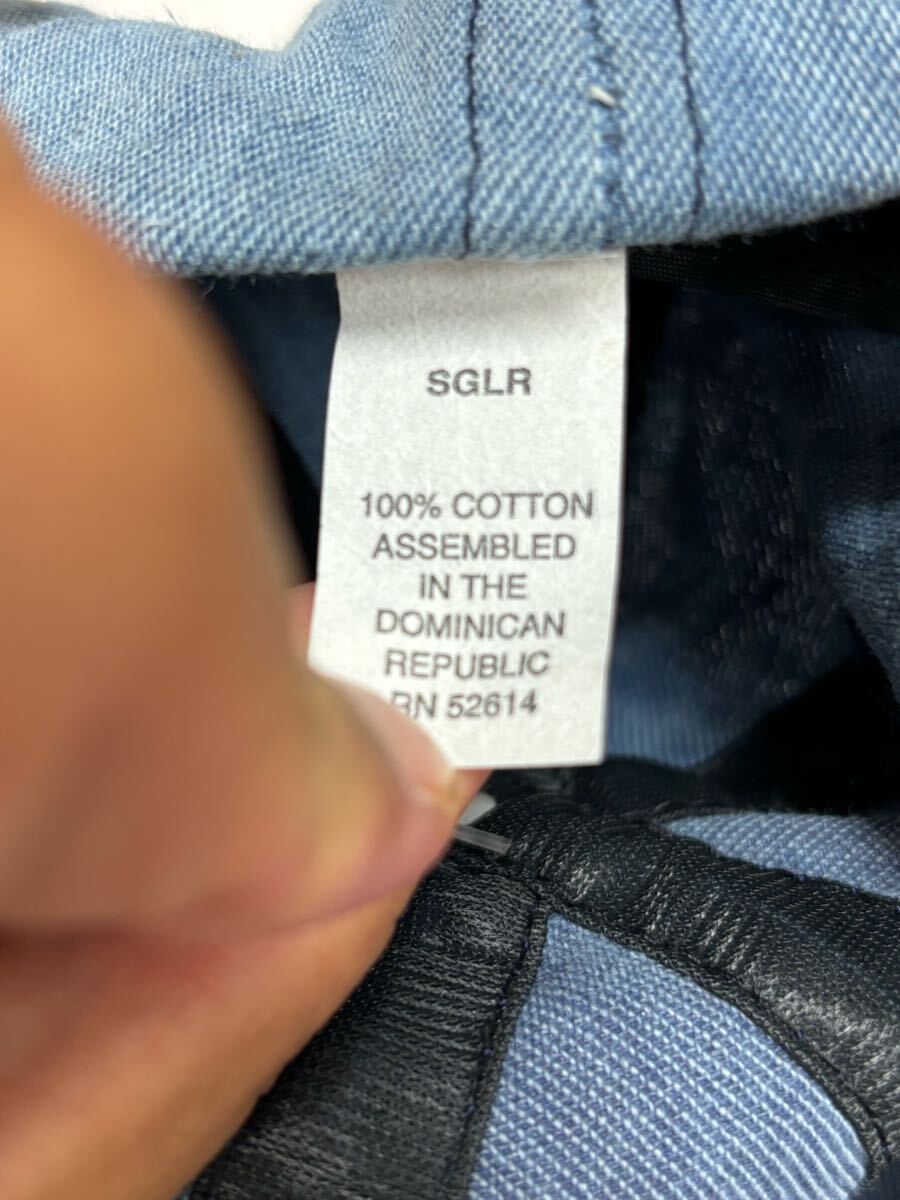 SGLR
100% COTTON
ASSEMBLED
IN THE
DOMINICAN
REPUBLIC
RN 52614